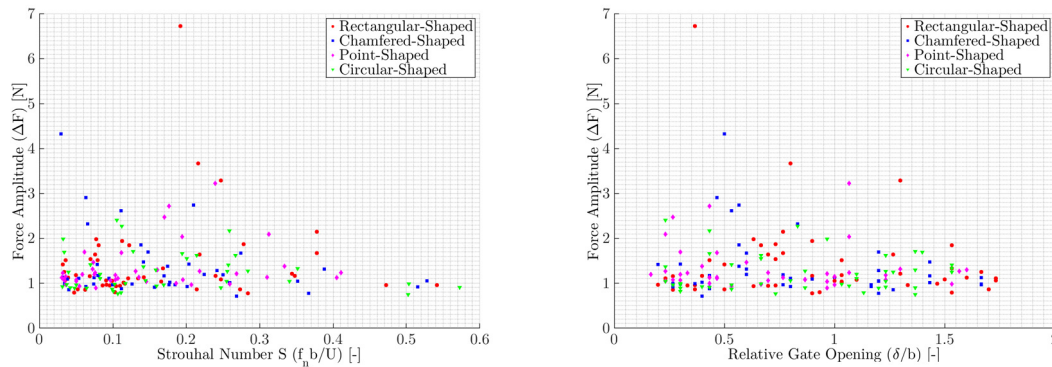 7
6
5
4
3
2
1
0
Force Amplitude (ΔF) [N]
Rectangular-Shaped
Chamfered-Shaped
Point-Shaped
Circular-Shaped
0 0.1 0.2 0.3 0.4 0.5 0.6
Strouhal Number S (f_n b/U) [-]
7
6
5
4
3
2
1
0
Force Amplitude (ΔF) [N]
Rectangular-Shaped
Chamfered-Shaped
Point-Shaped
Circular-Shaped
0 0.5 1 1.5
Relative Gate Opening (δ/b) [-]